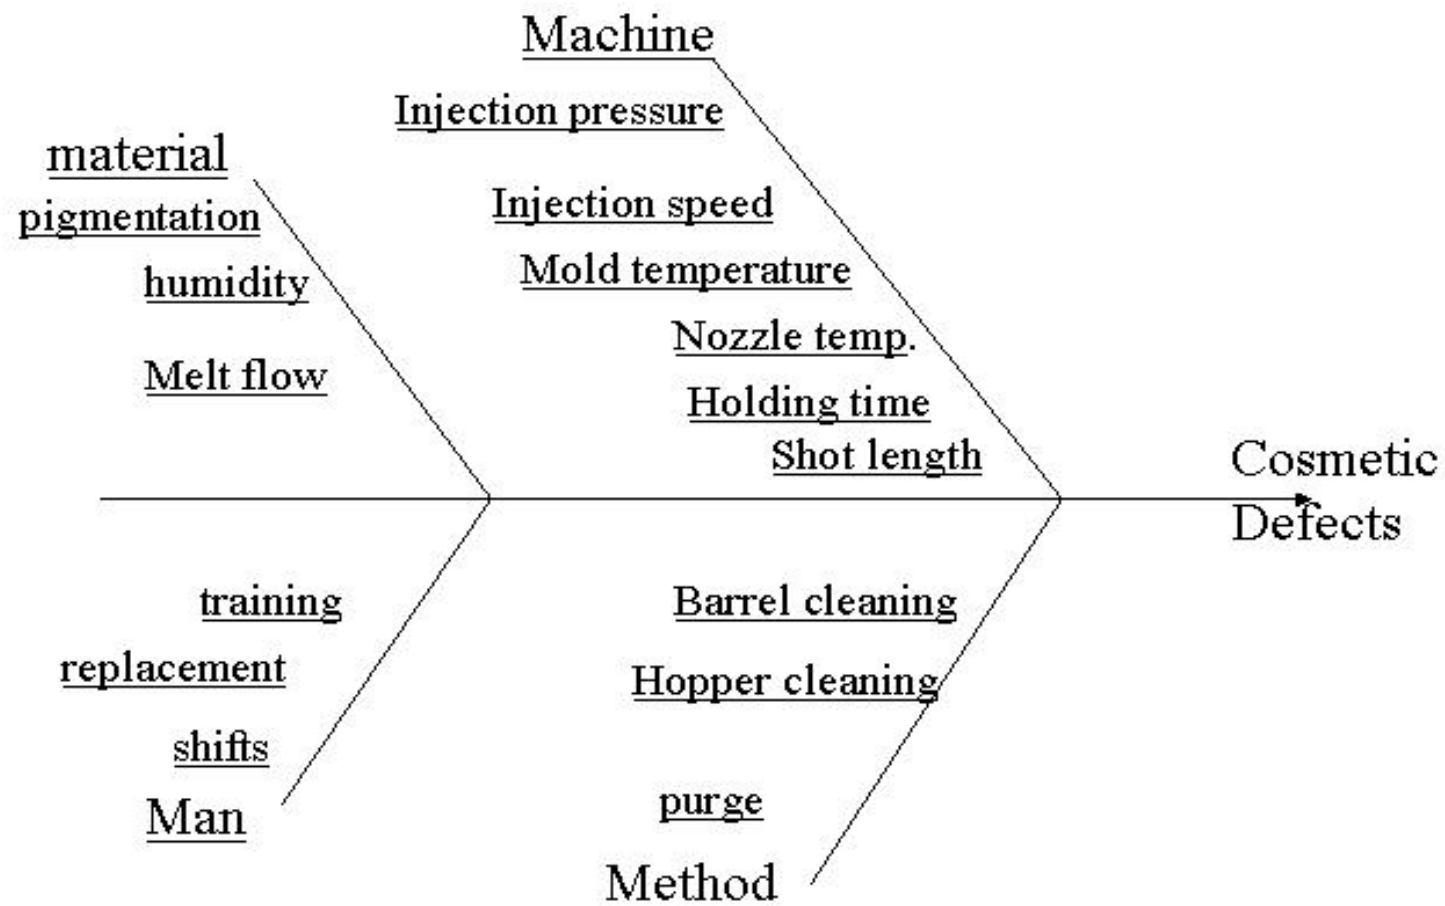 Machine
Injection pressure
material
pigmentation
Injection speed
humidity
Mold temperature
Nozzle temp.
Melt flow
Holding time
Shot length
Cosmetic
Defects
training
Barrel cleaning
replacement
Hopper cleaning
shifts
purge
Man
Method